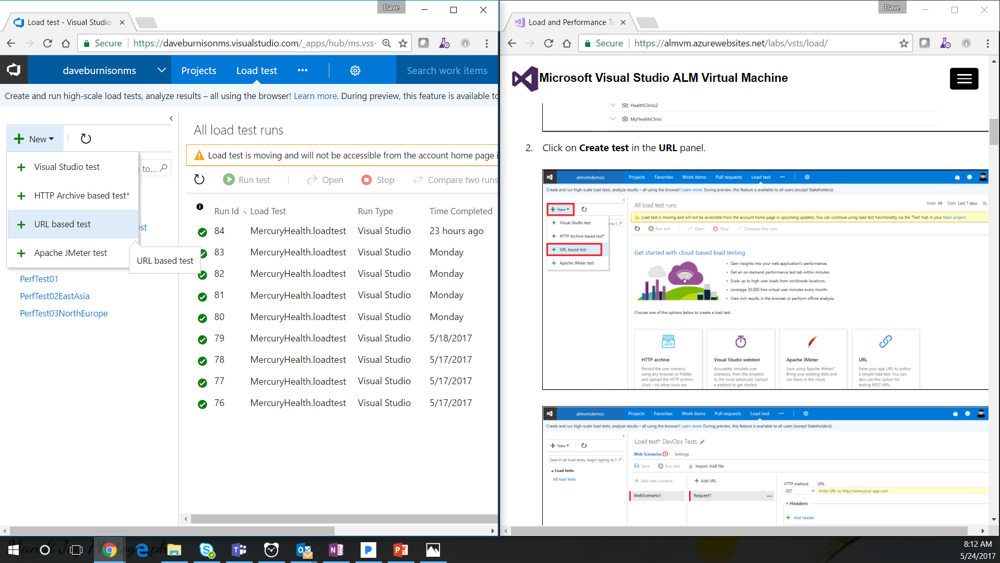 Dave
Load test - Visual Studio
Secure
https://daveburnisonms.visualstudio.com/_apps/hub/ms.vss-
daveburnisonms
Projects
Load test
Search work items
Create and run high-scale load tests, analyze results – all using the browser! Learn more. During preview, this feature is available to
New
Visual Studio test
HTTP Archive based test*
URL based test
Apache JMeter test
to...
est
URL based test
PerfTest01
PerfTest02EastAsia
PerfTest03NorthEurope
All load test runs
Load test is moving and will not be accessible from the account home page i
Run test
Open
Stop
Compare two runs
Run Id Load Test Run Type Time Completed
84 MercuryHealth.loadtest Visual Studio 23 hours ago
83 MercuryHealth.loadtest Visual Studio Monday
82 MercuryHealth.loadtest Visual Studio Monday
81 MercuryHealth.loadtest Visual Studio Monday
80 MercuryHealth.loadtest Visual Studio Monday
79 MercuryHealth.loadtest Visual Studio 5/18/2017
78 MercuryHealth.loadtest Visual Studio 5/17/2017
77 MercuryHealth.loadtest Visual Studio 5/17/2017
76 MercuryHealth.loadtest Visual Studio 5/17/2017
Dave
Load and Performance Te
Secure
https://almvm.azurewebsites.net/labs/vsts/load/
Microsoft Visual Studio ALM Virtual Machine
HealthClinic2
MyHealthClinic
2. Click on Create test in the URL panel.
almvmdemos Projects Favorites Work items Pull requests Load test
Create and run high-scale load tests, analyze results – all using the browser! Learn more. During preview, this feature is available to all users (except Stakeholders).
New
Visual Studio test
HTTP Archive based test*
URL based test
Apache JMeter test
All load test runs
State All Date Last 7 days By
Load test is moving and will not be accessible from the account home page in upcoming updates. You can continue using load test functionality via the 'Test' hub in your team project.
Run test Open Stop Compare two runs
Get started with cloud-based load testing
• Gain insights into your web application's performance.
• Get an on-demand performance test lab within minutes
• Scale up to high user loads from worldwide locations.
• Leverage 20,000 free virtual user minutes every month.
• View rich results in the browser or perform offline analysis.
Choose one of the options below to create a load test.
HTTP
HTTP archive
Record the user scenario
using any browser or Fiddler
and upload the HTTP archive
(.har) – no other tools are
Visual Studio webtest
Accurately simulate user
scenarios, from the simplest,
to the most advanced. Upload
a webtest to get started.
Apache JMeter
Love using Apache JMeter?
Bring your existing tests and
run them in the cloud.
URL
Enter your app URL to author
a simple load test. You can
also use this option for
testing REST APIs.
almvmdemos Projects Favorites Work items Pull requests Load test
Create and run high-scale load tests, analyze results – all using the browser! Learn more. During preview, this feature is available to all users (except Stakeholders).
New
Search all load tests, begin typing to f
Load tests
All load tests
Load test*: DevOps Tests
Web Scenarios Settings
Save Run test Import .HAR file
Add web scenario
Add URL
WebScenario1
Request1
HTTP method URL
GET Enter URL as http://www.your-app.com
Headers
Add header
8:12 AM
5/24/2017